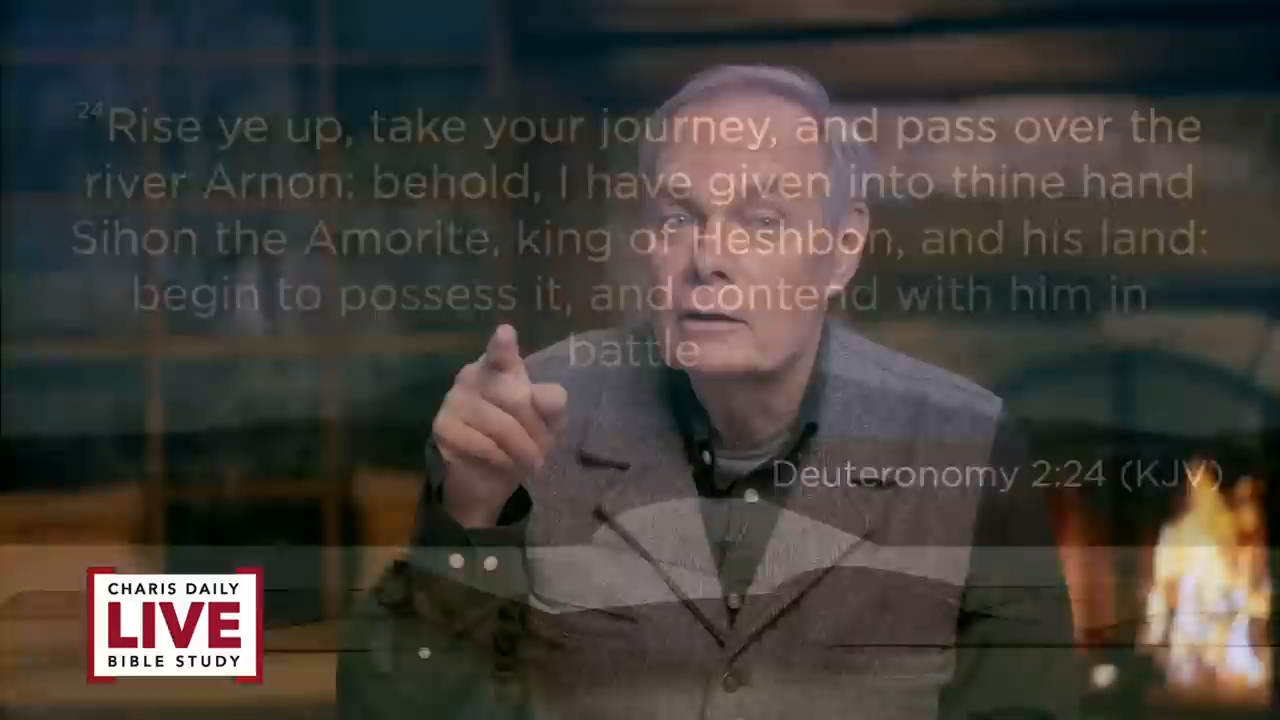 24Rise ye up, take your journey, and pass over the
river Arnon: behold, I have given into thine hand
Sihon the Amorite, king of Heshbon, and his land:
begin to possess it, and contend with him in
battle
Deuteronomy 2:24 (KJV)
CHARIS DAILY
LIVE
BIBLE STUDY